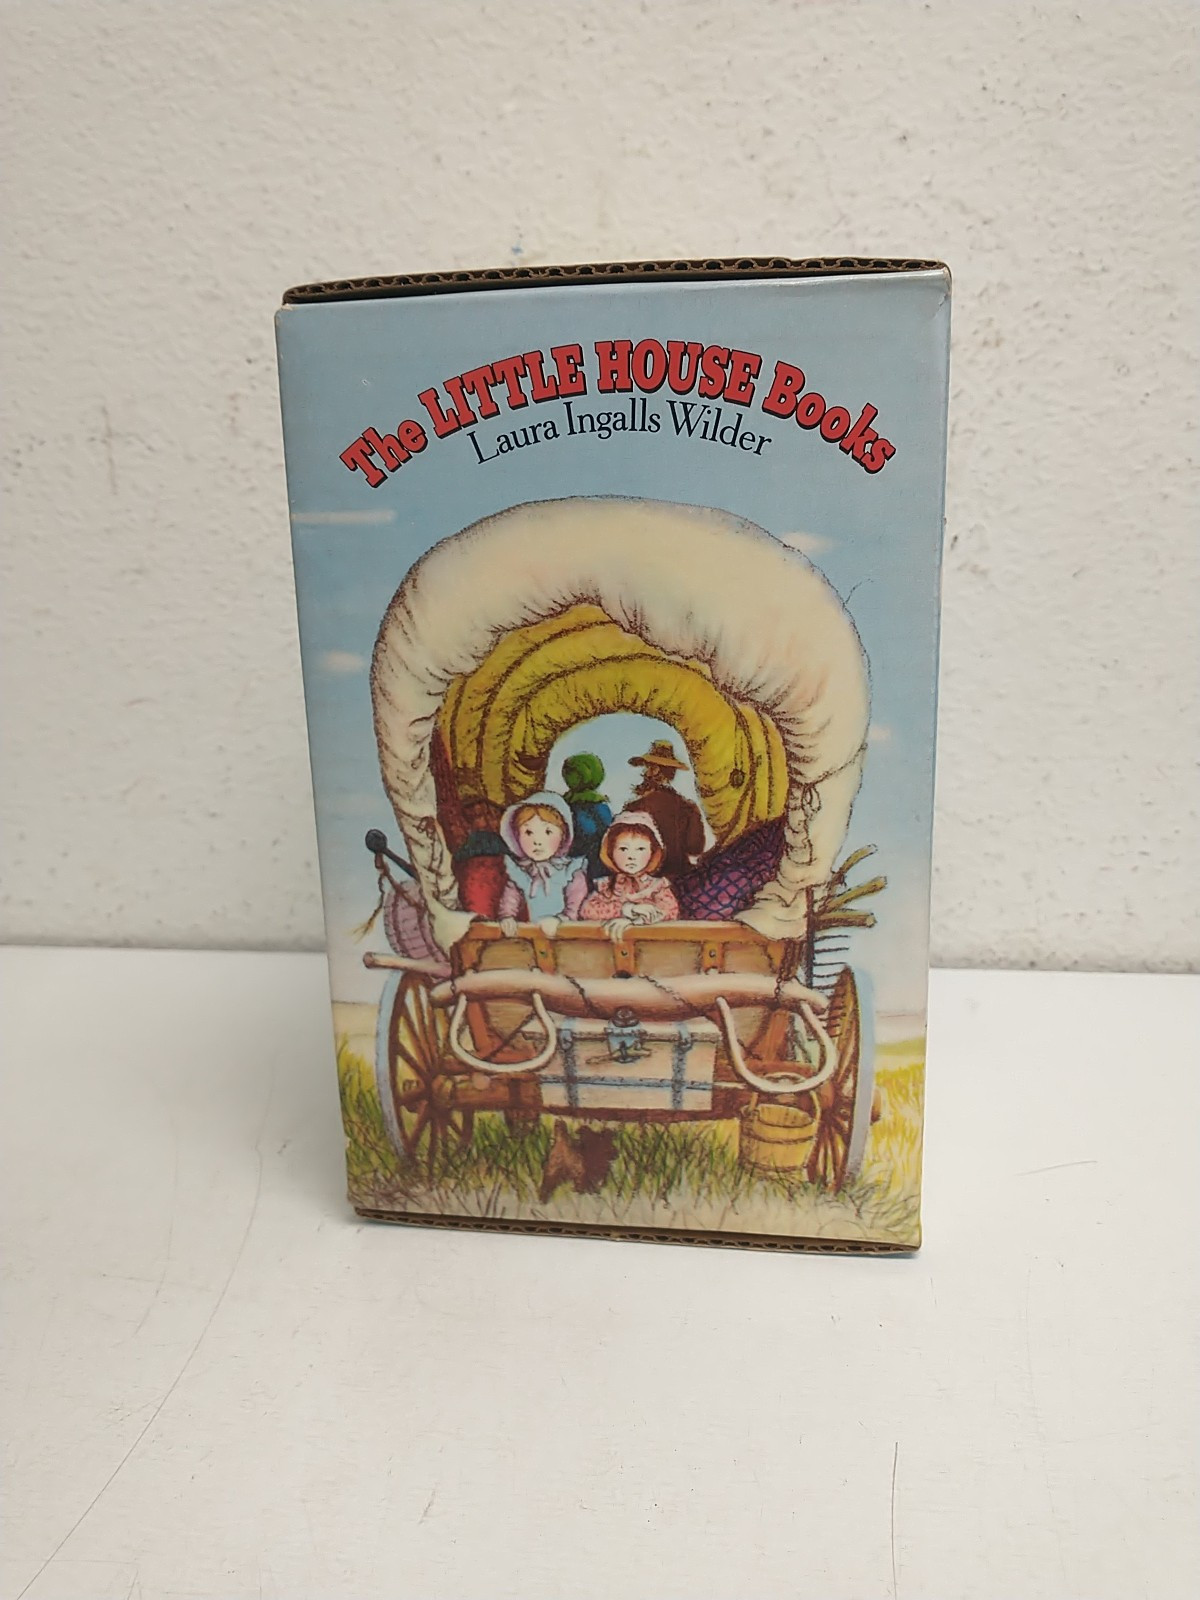 The LITTLE HOUSE Books
Laura Ingalls Wilder